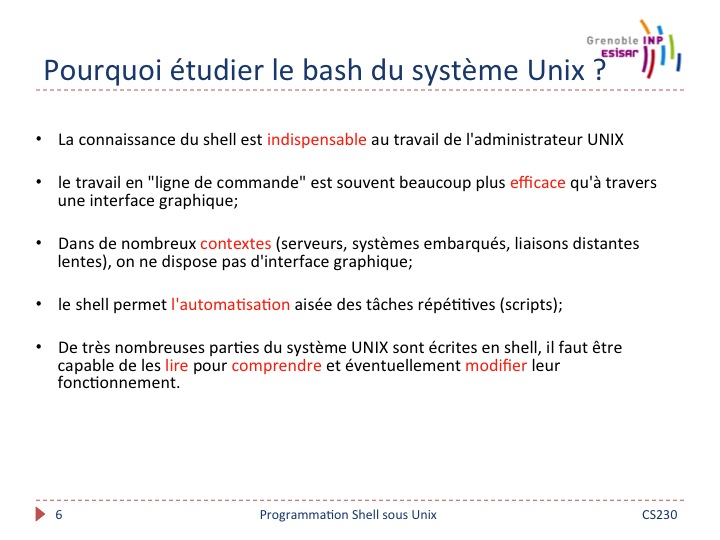 Grenoble INP
ESISAR
Pourquoi étudier le bash du système Unix ?
• La connaissance du shell est indispensable au travail de l'administrateur UNIX
• le travail en "ligne de commande" est souvent beaucoup plus efficace qu'à travers
une interface graphique;
• Dans de nombreux contextes (serveurs, systèmes embarqués, liaisons distantes
lentes), on ne dispose pas d'interface graphique;
• le shell permet l'automatisation aisée des tâches répétitives (scripts);
• De très nombreuses parties du système UNIX sont écrites en shell, il faut être
capable de les lire pour comprendre et éventuellement modifier leur
fonctionnement.
6 Programmation Shell sous Unix CS230